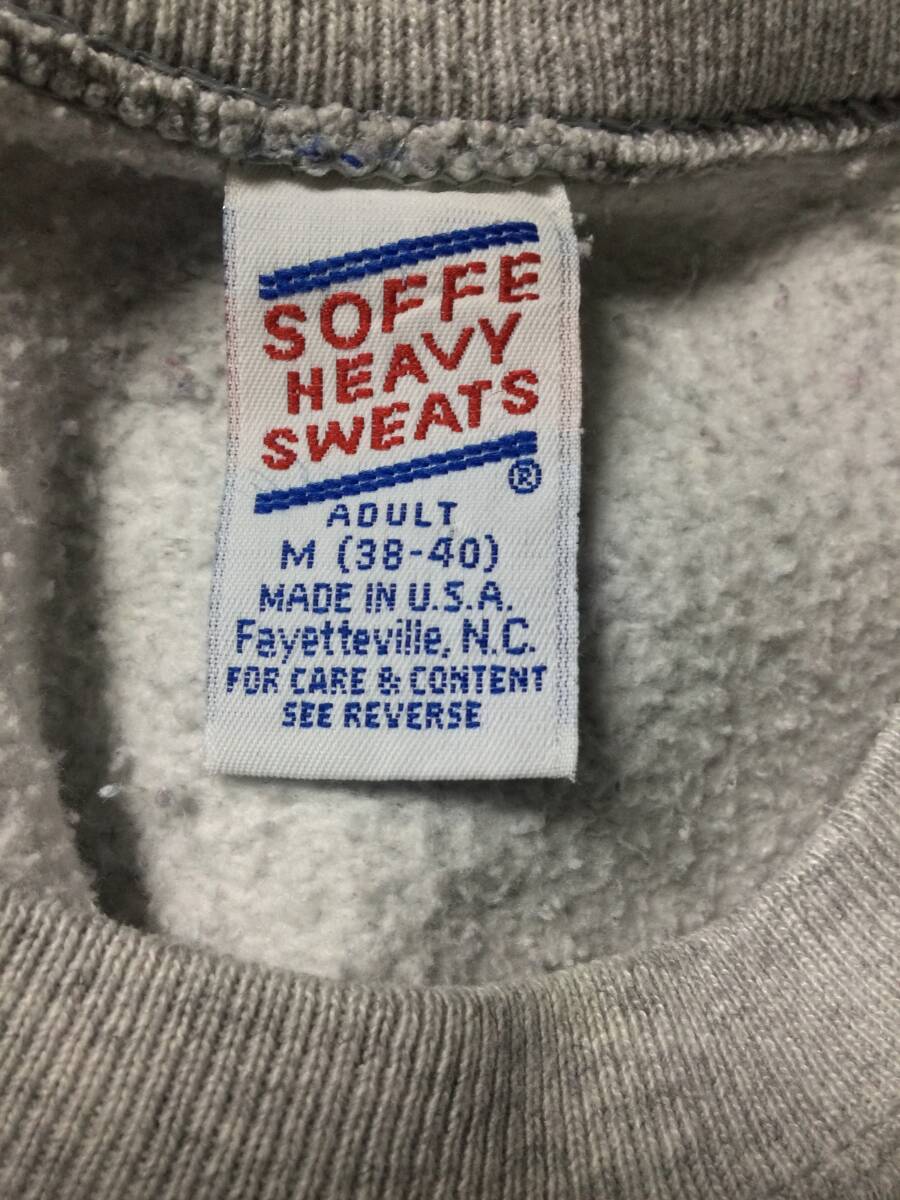 SOFFE
HEAVY
SWEATS
®
ADULT
M (38-40)
MADE IN U.S.A.
Fayetteville, N.C.
FOR CARE & CONTENT
SEE REVERSE